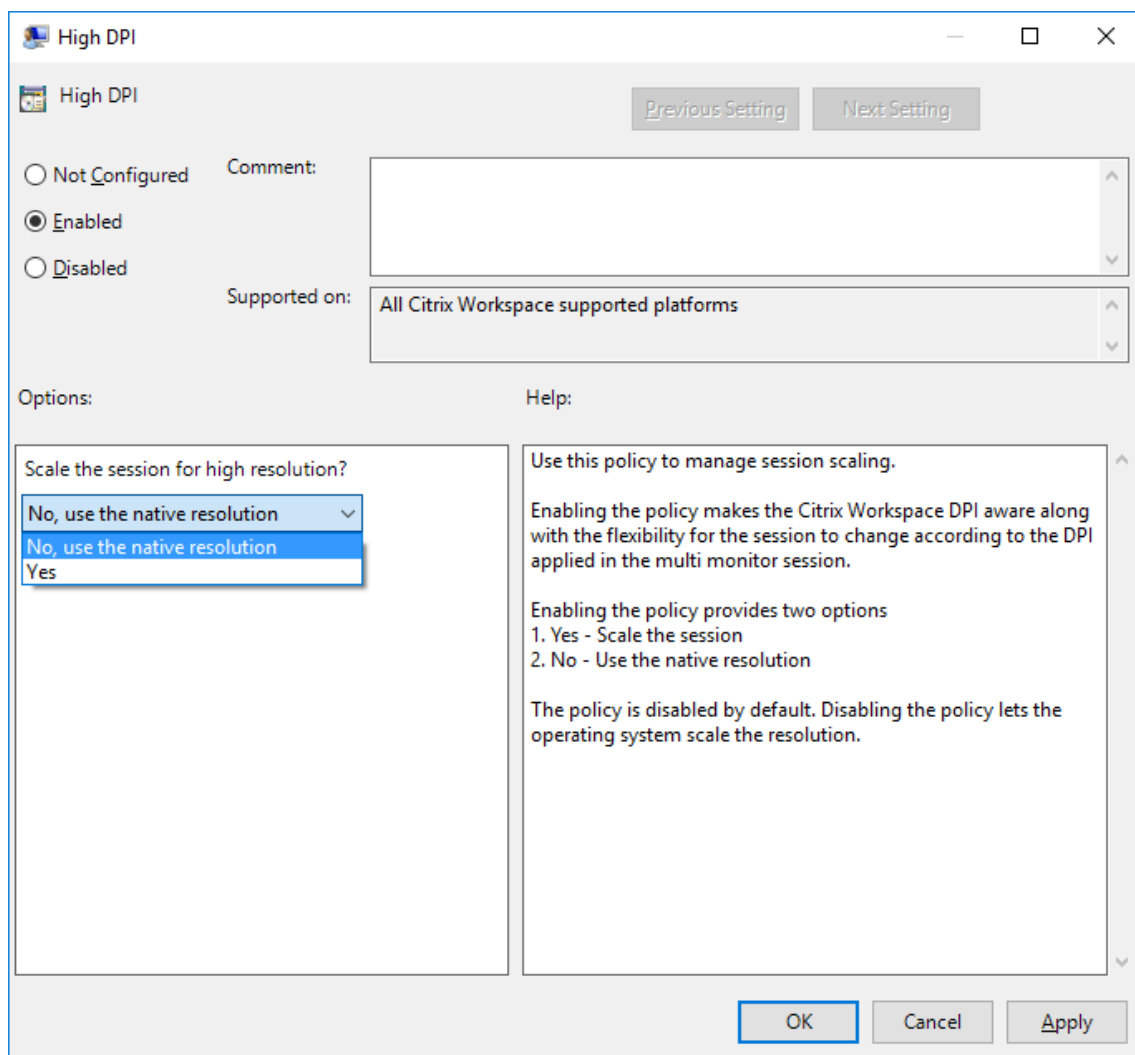 High DPI
High DPI
Previous Setting
Next Setting
Not Configured
Comment:
Enabled
Disabled
Supported on:
All Citrix Workspace supported platforms
Options:
Help:
Scale the session for high resolution?
No, use the native resolution
No, use the native resolution
Yes
Use this policy to manage session scaling.
Enabling the policy makes the Citrix Workspace DPI aware along
with the flexibility for the session to change according to the DPI
applied in the multi monitor session.
Enabling the policy provides two options
1. Yes - Scale the session
2. No - Use the native resolution
The policy is disabled by default. Disabling the policy lets the
operating system scale the resolution.
OK
Cancel
Apply